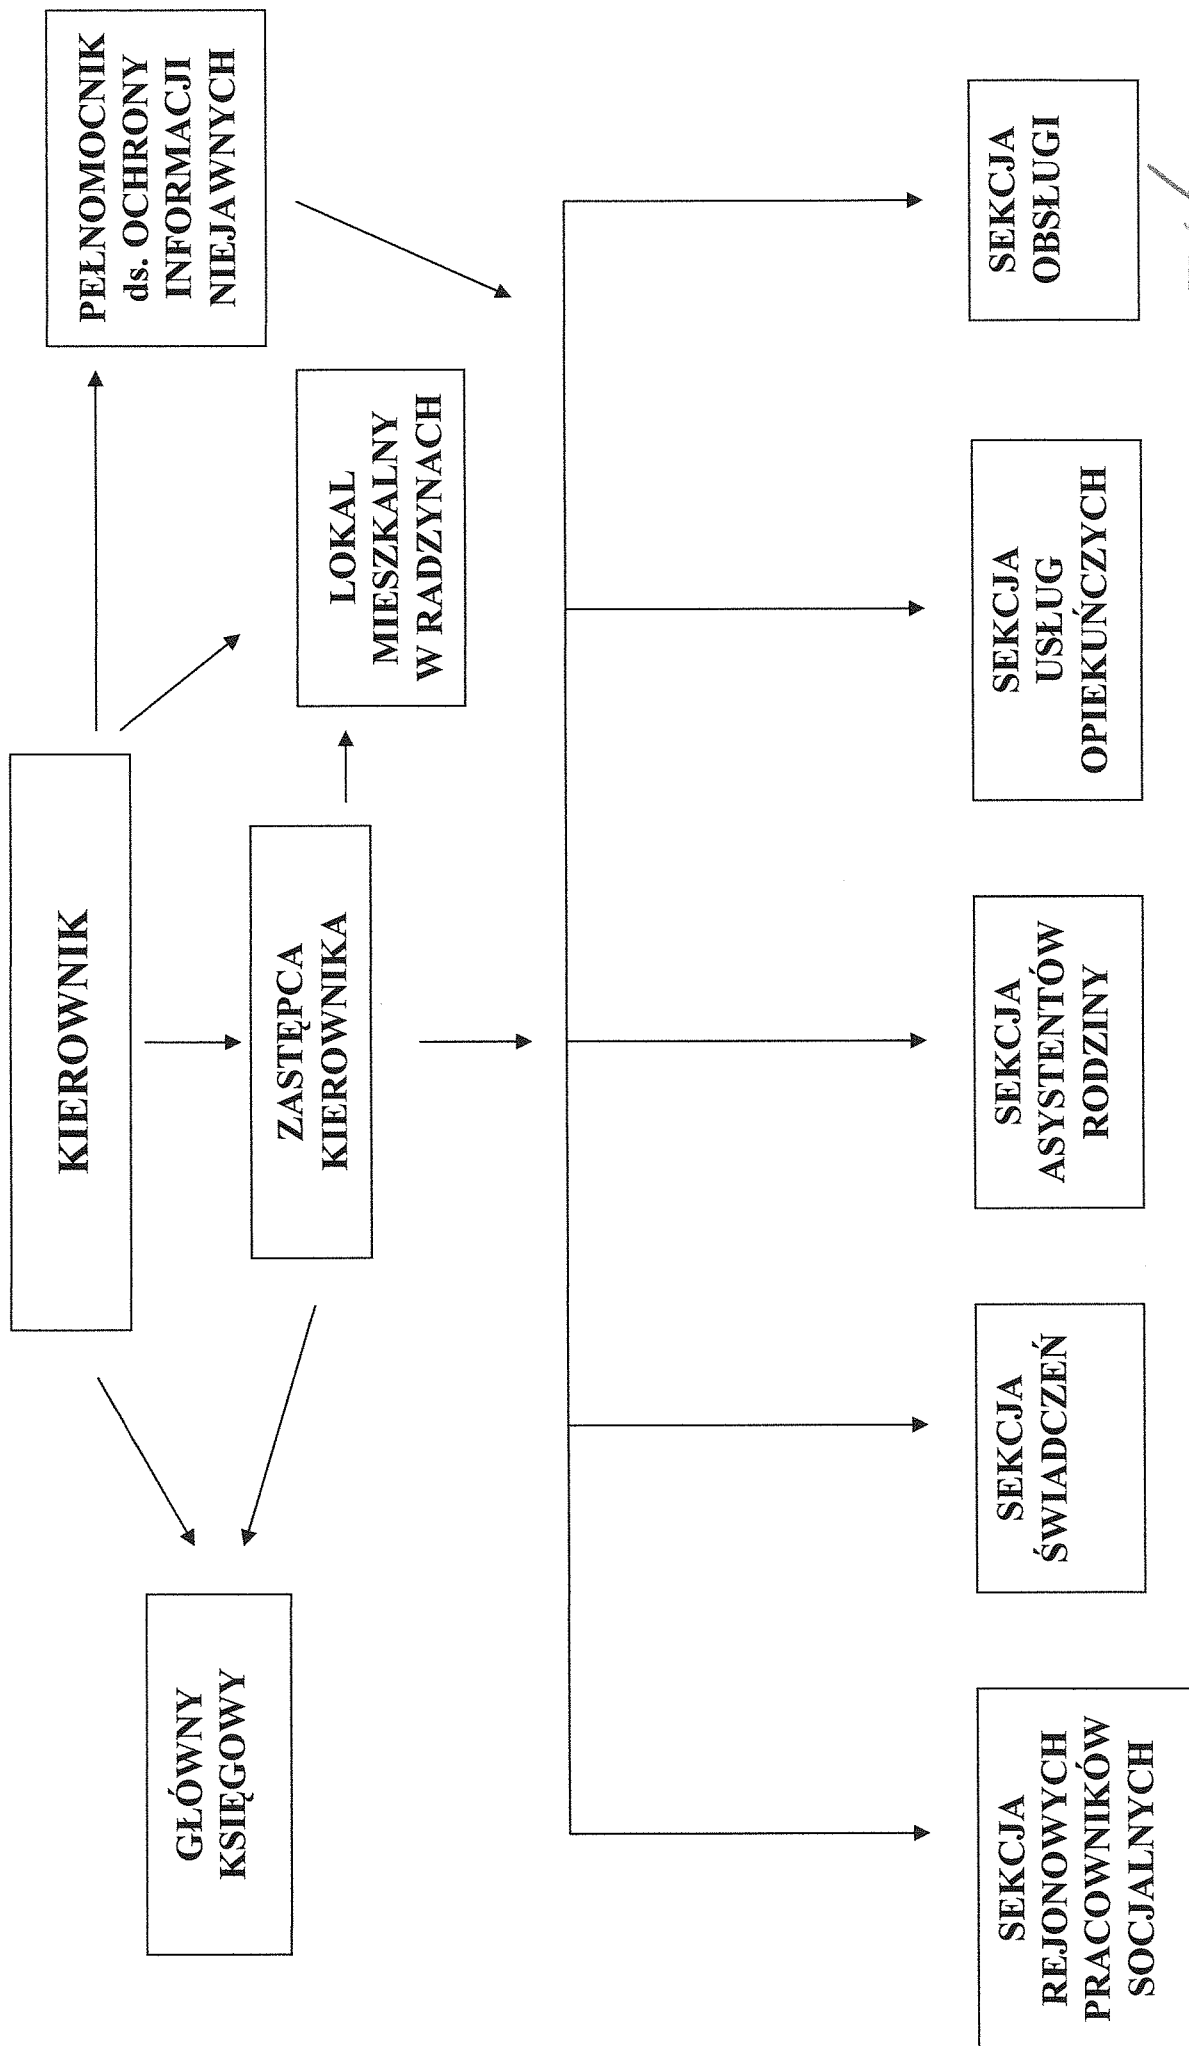 KIEROWNIK
PEŁNOMOCNIK
ds. OCHRONY
INFORMACJI
NIEJAWNYCH
GŁÓWNY
KSIĘGOWY
ZASTĘPCA
KIEROWNIKA
LOKAL
MIESZKALNY
W RADZYNACH
SEKCJA
REJONOWYCH
PRACOWNIKÓW
SOCJALNYCH
SEKCJA
ŚWIADCZEŃ
SEKCJA
ASYSTENTÓW
RODZINY
SEKCJA
USŁUG
OPIEKUŃCZYCH
SEKCJA
OBSŁUGI